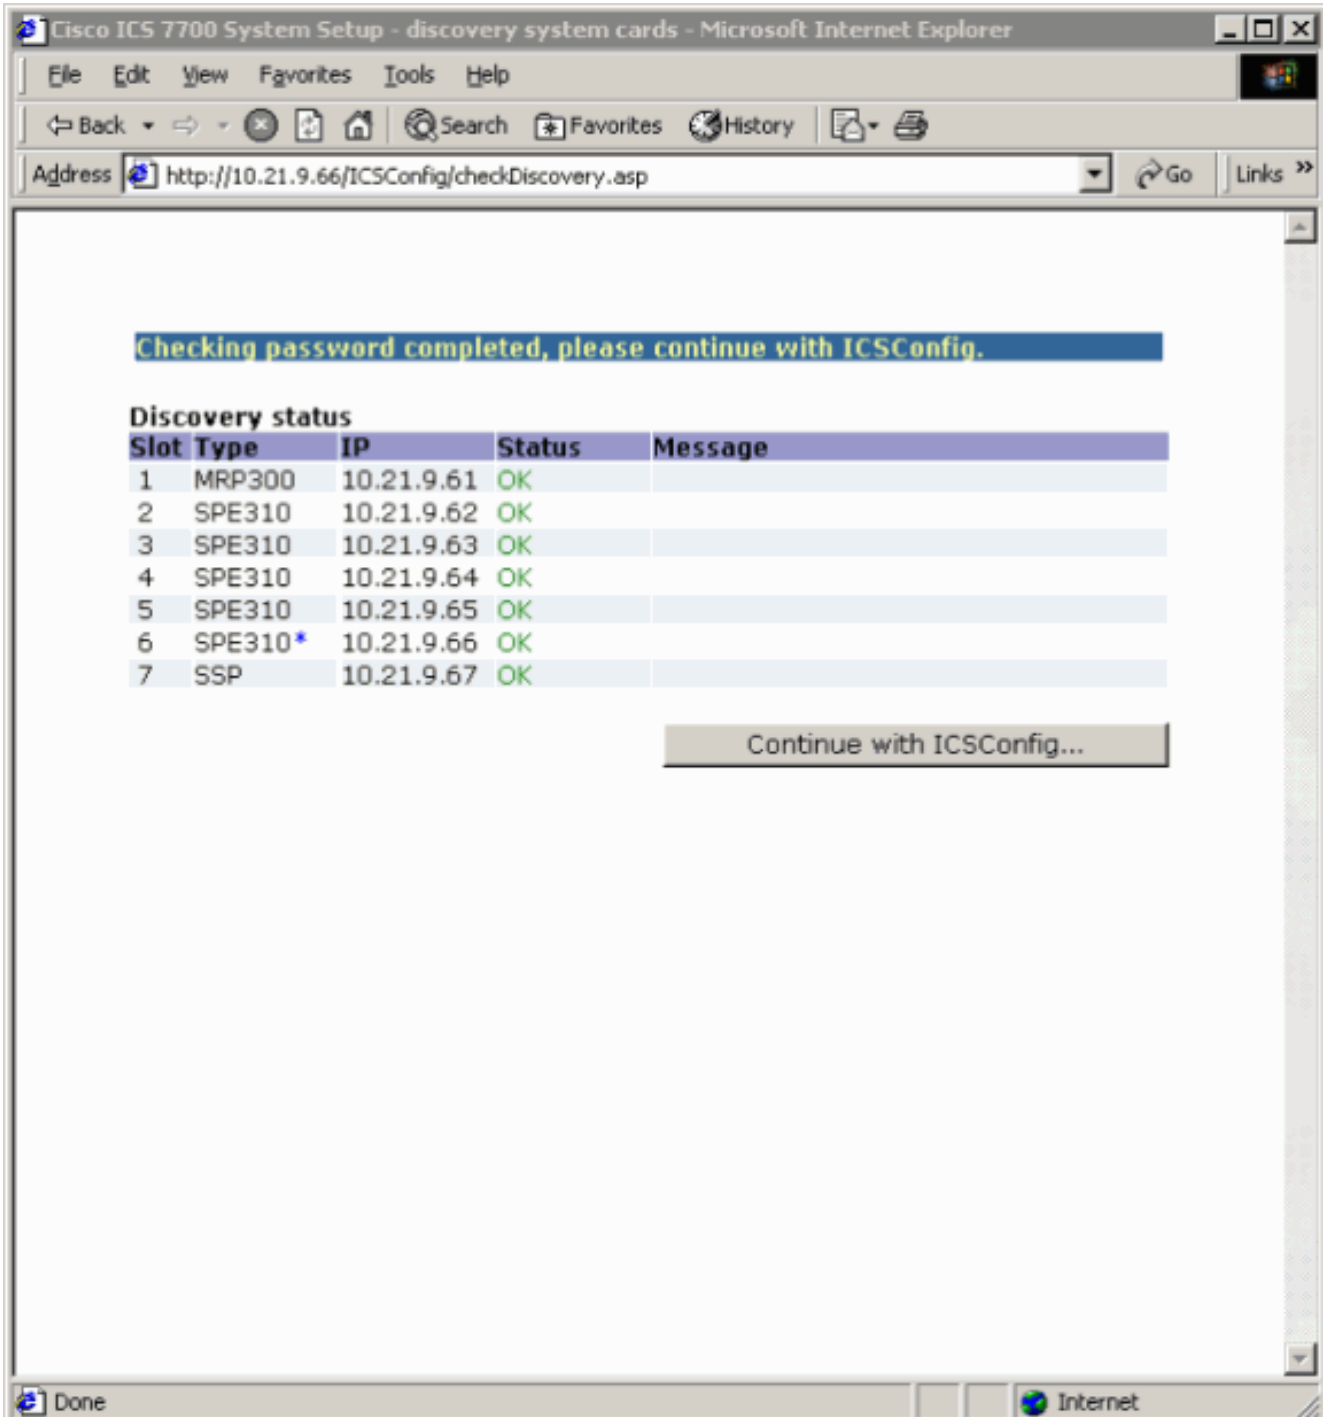 Cisco ICS 7700 System Setup - discovery system cards - Microsoft Internet Explorer
File Edit View Favorites Tools Help
Back Search Favorites History
Address http://10.21.9.66/ICSConfig/checkDiscovery.asp Go Links »
Checking password completed, please continue with ICSConfig.
Discovery status
Slot Type IP Status Message
1 MRP300 10.21.9.61 OK
2 SPE310 10.21.9.62 OK
3 SPE310 10.21.9.63 OK
4 SPE310 10.21.9.64 OK
5 SPE310 10.21.9.65 OK
6 SPE310* 10.21.9.66 OK
7 SSP 10.21.9.67 OK
Continue with ICSConfig...
Done Internet